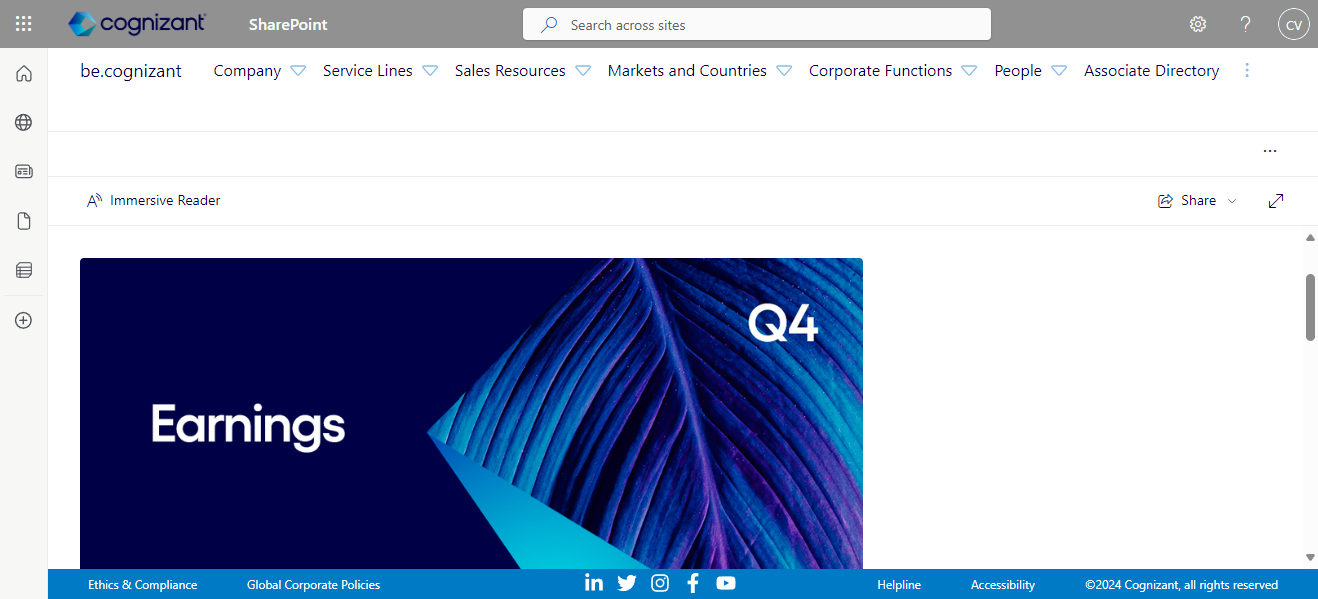 cognizant SharePoint Search across sites ? CV
be.cognizant Company Service Lines Sales Resources Markets and Countries Corporate Functions People Associate Directory
Immersive Reader Share
Q4
Earnings
Ethics & Compliance Global Corporate Policies Helpline Accessibility ©2024 Cognizant, all rights reserved